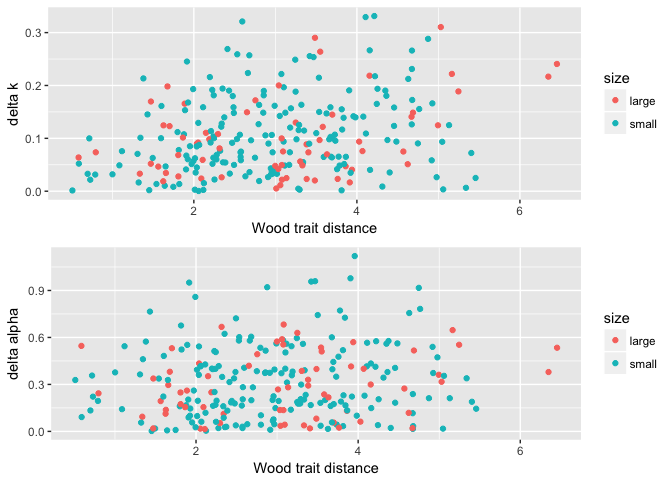 0.3
0.2
0.1
0.0
delta k
2
4
6
Wood trait distance
size
large
small
0.9
0.6
0.3
0.0
delta alpha
2
4
6
Wood trait distance
size
large
small